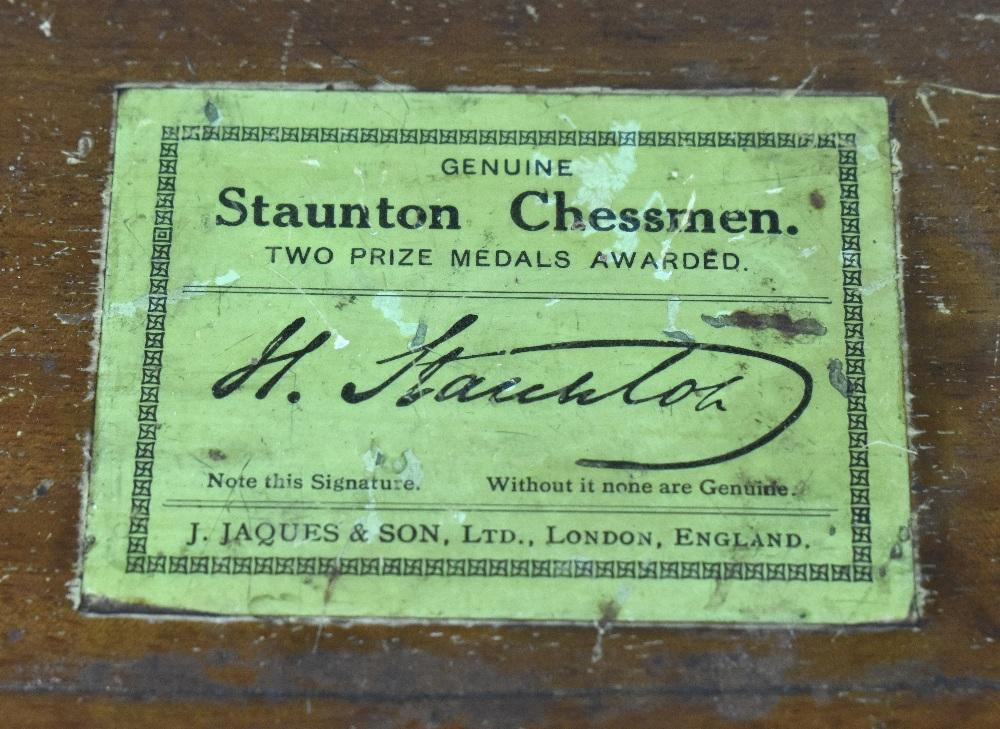 GENUINE
Staunton Chessmen.
TWO PRIZE MEDALS AWARDED.
H. Staunton
Note this Signature. Without it none are Genuine.
J. JAQUES & SON, LTD., LONDON, ENGLAND.